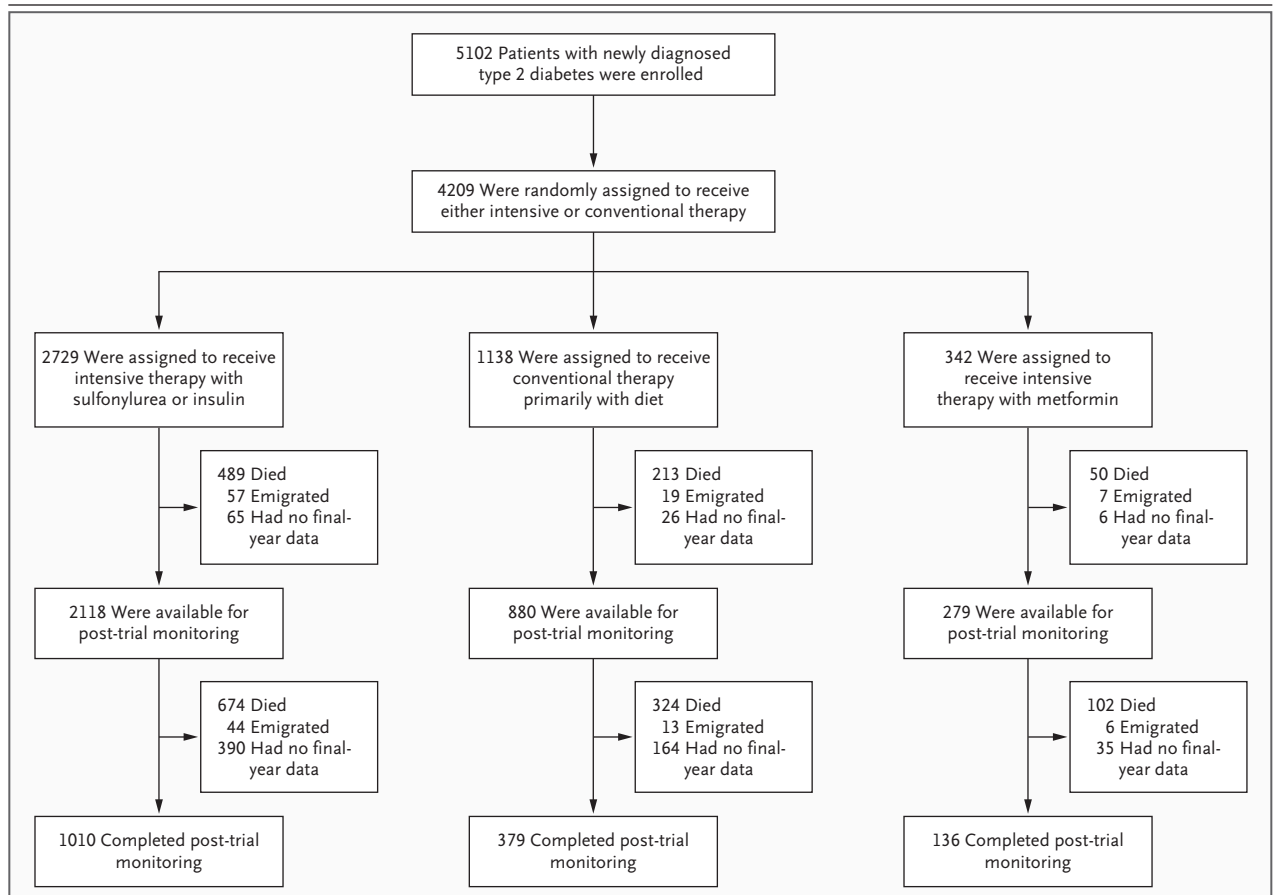 5102 Patients with newly diagnosed
type 2 diabetes were enrolled
4209 Were randomly assigned to receive
either intensive or conventional therapy
2729 Were assigned to receive
intensive therapy with
sulfonylurea or insulin
1138 Were assigned to receive
conventional therapy
primarily with diet
342 Were assigned to
receive intensive
therapy with metformin
489 Died
57 Emigrated
65 Had no final-
year data
213 Died
19 Emigrated
26 Had no final-
year data
50 Died
7 Emigrated
6 Had no final-
year data
2118 Were available for
post-trial monitoring
880 Were available for
post-trial monitoring
279 Were available for
post-trial monitoring
674 Died
44 Emigrated
390 Had no final-
year data
324 Died
13 Emigrated
164 Had no final-
year data
102 Died
6 Emigrated
35 Had no final-
year data
1010 Completed post-trial
monitoring
379 Completed post-trial
monitoring
136 Completed post-trial
monitoring